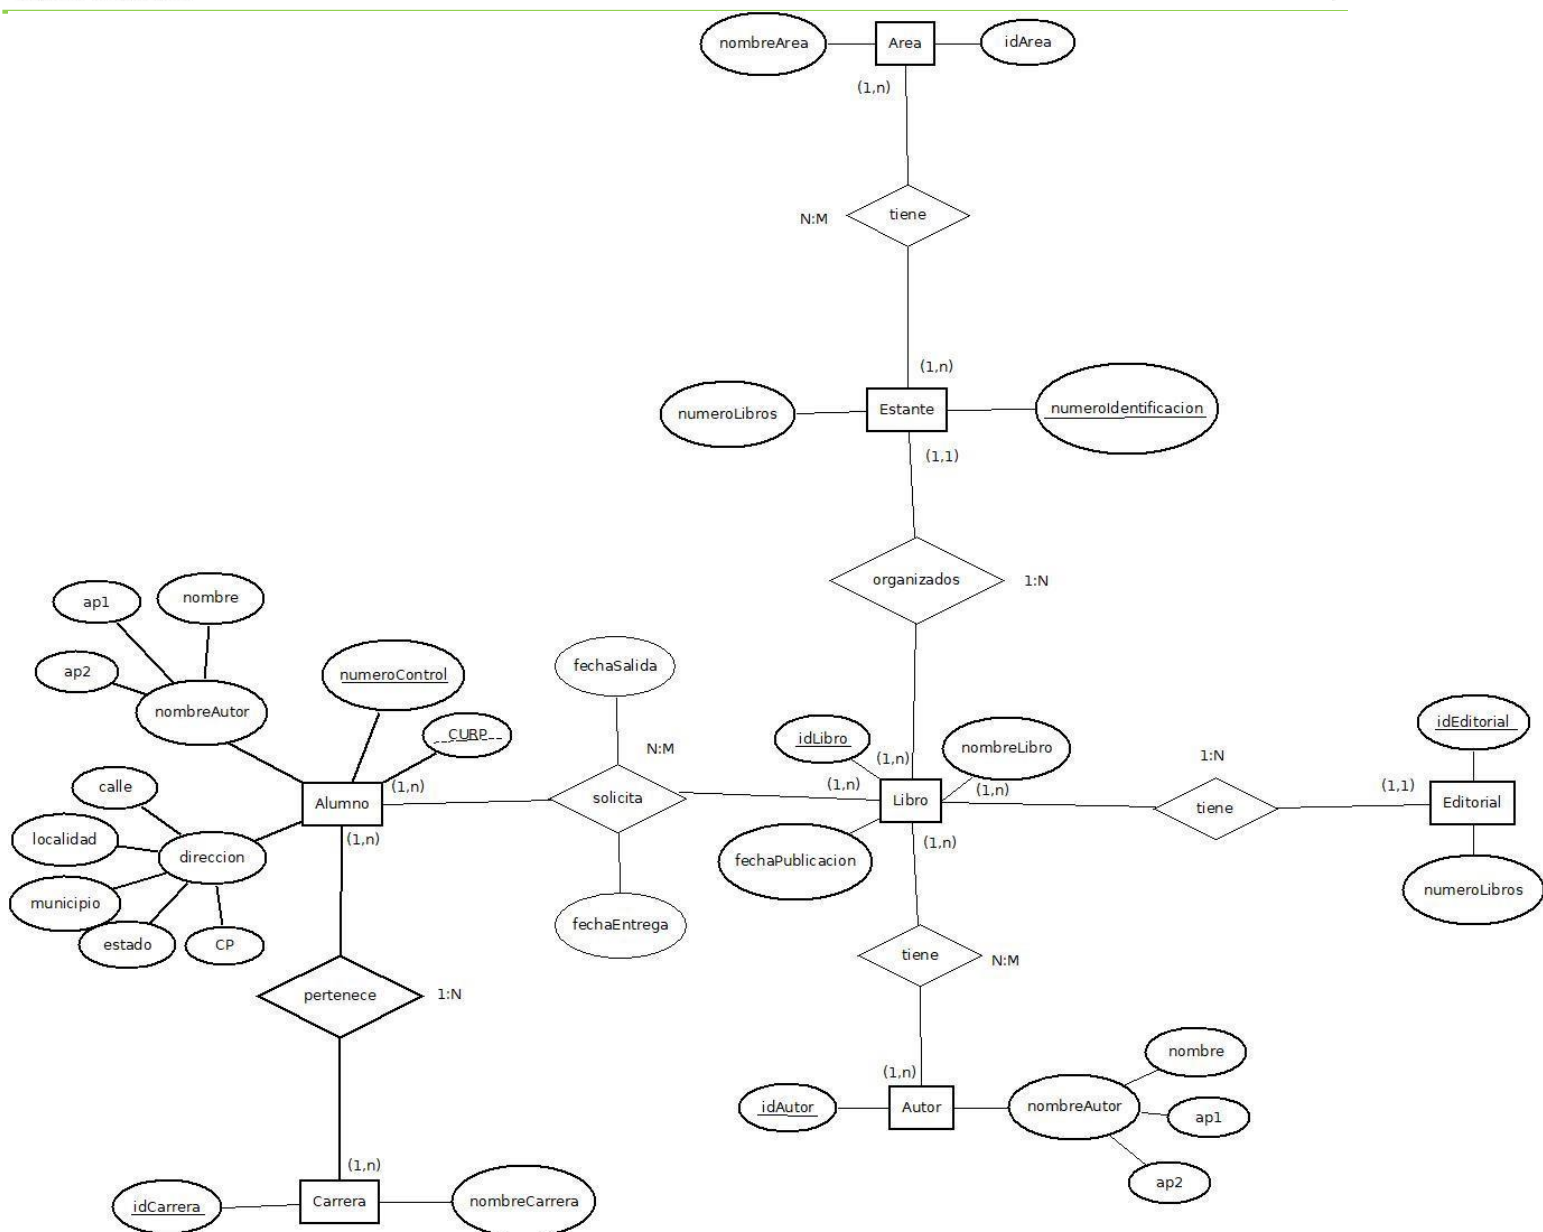 nombreArea
Area
idArea
(1,n)
N:M
tiene
(1,n)
numeroLibros
Estante
numeroIdentificacion
(1,1)
organizados
1:N
ap1
nombre
ap2
nombreAutor
numeroControl
CURP
fechaSalida
N:M
idLibro
nombreLibro
(1,n)
idEditorial
1:N
calle
Alumno
(1,n)
solicita
(1,n)
Libro
(1,n)
tiene
(1,1)
Editorial
localidad
direccion
(1,n)
fechaPublicacion
(1,n)
numeroLibros
municipio
estado
CP
fechaEntrega
tiene
N:M
pertenece
1:N
nombre
(1,n)
idAutor
Autor
nombreAutor
ap1
ap2
(1,n)
idCarrera
Carrera
nombreCarrera